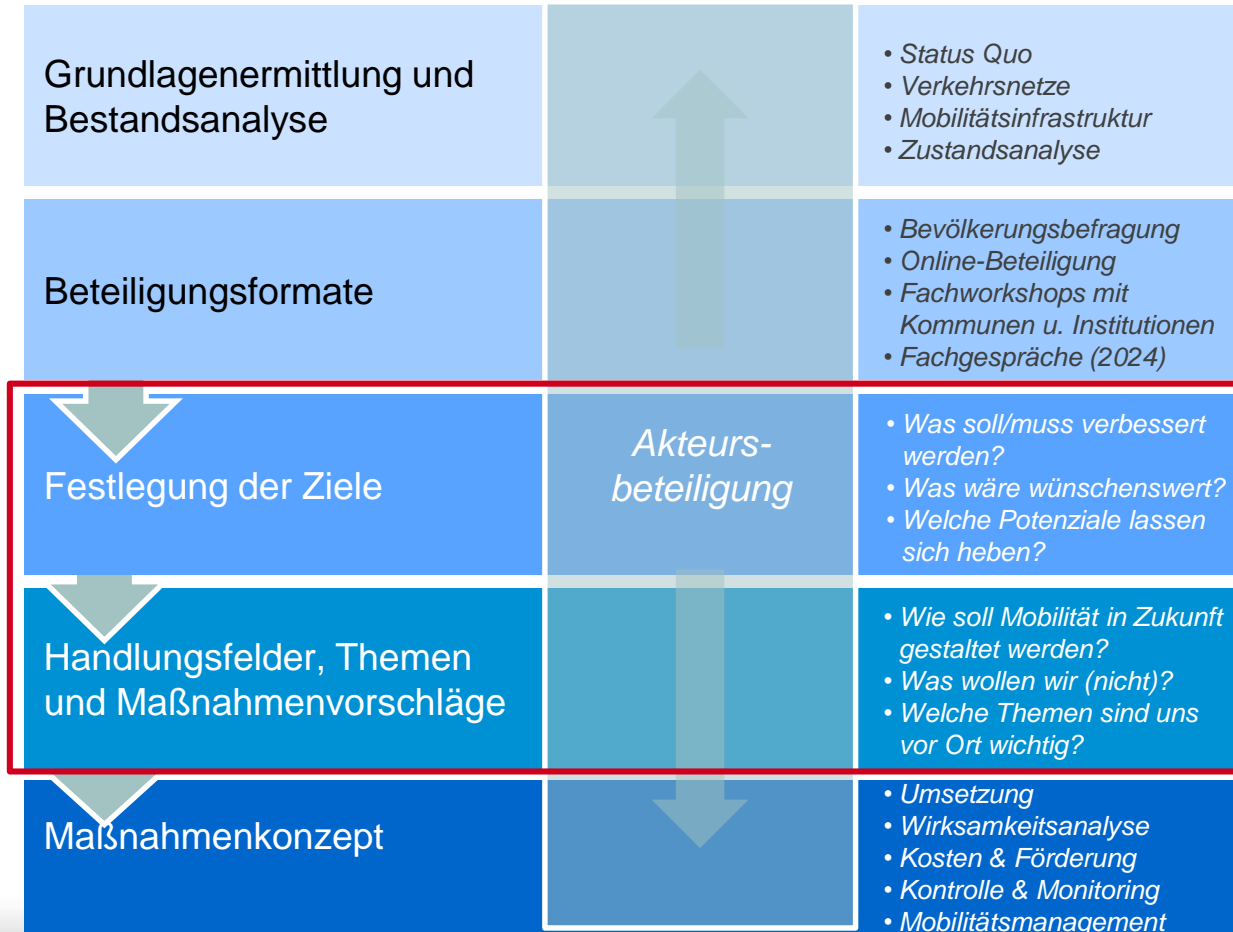 Grundlagenermittlung und
Bestandsanalyse
• Status Quo
• Verkehrsnetze
• Mobilitätsinfrastruktur
• Zustandsanalyse
Beteiligungsformate
• Bevölkerungsbefragung
• Online-Beteiligung
• Fachworkshops mit
Kommunen u. Institutionen
• Fachgespräche (2024)
Festlegung der Ziele
Akteurs-
beteiligung
• Was soll/muss verbessert
werden?
• Was wäre wünschenswert?
• Welche Potenziale lassen
sich heben?
Handlungsfelder, Themen
und Maßnahmenvorschläge
• Wie soll Mobilität in Zukunft
gestaltet werden?
• Was wollen wir (nicht)?
• Welche Themen sind uns
vor Ort wichtig?
Maßnahmenkonzept
• Umsetzung
• Wirksamkeitsanalyse
• Kosten & Förderung
• Kontrolle & Monitoring
• Mobilitätsmanagement